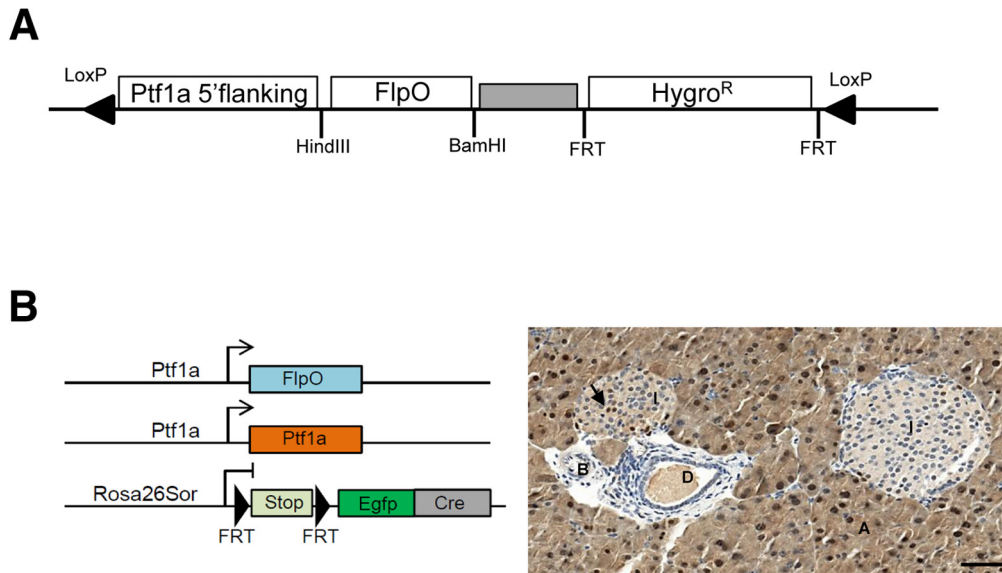 A
LoxP
Ptf1a 5'flanking
FlpO
Hygro^R
LoxP
HindIII
BamHI
FRT
FRT
B
Ptf1a
FlpO
Ptf1a
Ptf1a
Rosa26Sor
Stop
Egfp
Cre
FRT
FRT
I
I
B
D
A